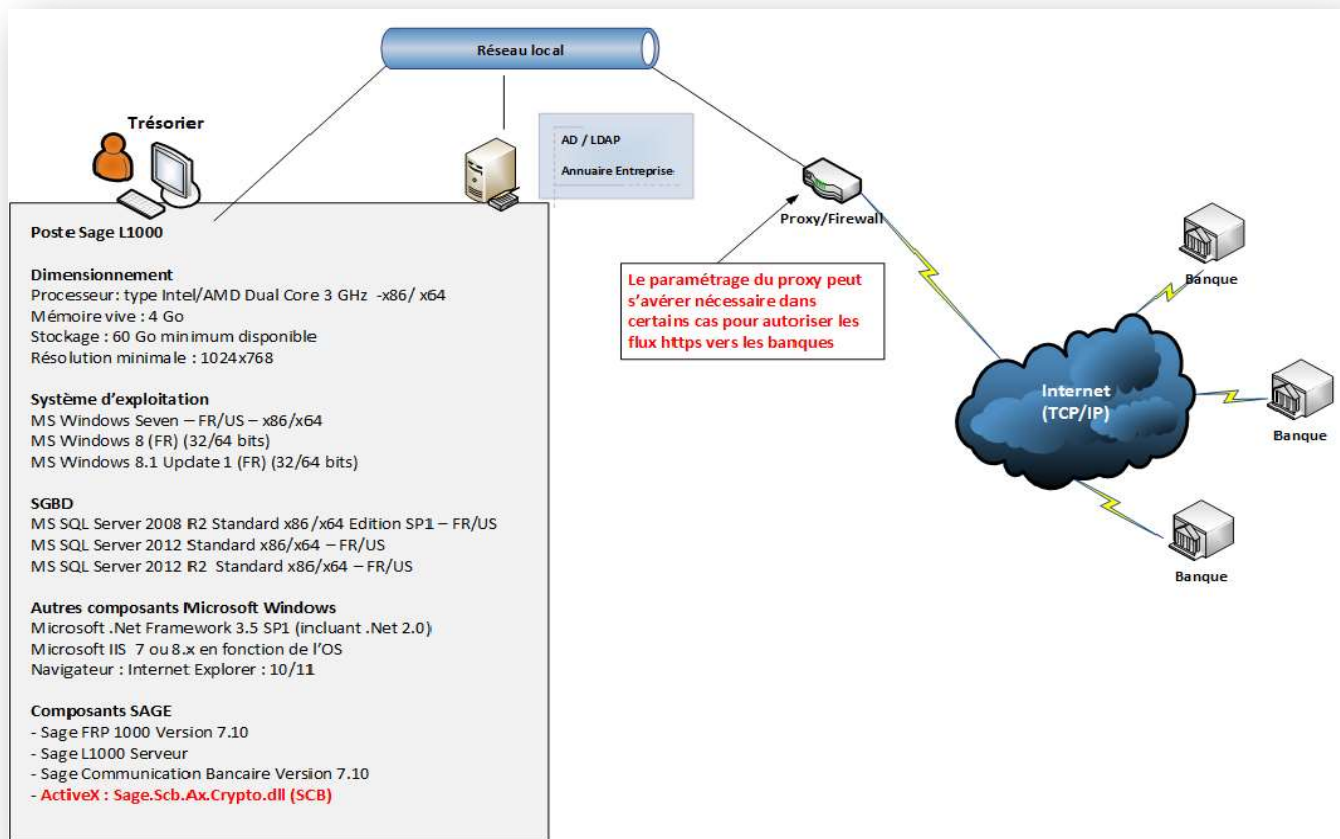 Réseau local
Trésorier
AD / LDAP
Annuaire Entreprise
Proxy/Firewall
Le paramétrage du proxy peut
s'avérer nécessaire dans
certains cas pour autoriser les
flux https vers les banques
Internet
(TCP/IP)
Banque
Banque
Banque
Poste Sage L1000
Dimensionnement
Processeur: type Intel/AMD Dual Core 3 GHz -x86/ x64
Mémoire vive : 4 Go
Stockage : 60 Go minimum disponible
Résolution minimale : 1024x768
Système d'exploitation
MS Windows Seven – FR/US – x86/x64
MS Windows 8 (FR) (32/64 bits)
MS Windows 8.1 Update 1 (FR) (32/64 bits)
SGBD
MS SQL Server 2008 R2 Standard x86/x64 Edition SP1 – FR/US
MS SQL Server 2012 Standard x86/x64 – FR/US
MS SQL Server 2012 R2 Standard x86/x64 – FR/US
Autres composants Microsoft Windows
Microsoft .Net Framework 3.5 SP1 (incluant .Net 2.0)
Microsoft IIS 7 ou 8.x en fonction de l'OS
Navigateur : Internet Explorer : 10/11
Composants SAGE
- Sage FRP 1000 Version 7.10
- Sage L1000 Serveur
- Sage Communication Bancaire Version 7.10
- ActiveX : Sage.Scb.Ax.Crypto.dll (SCB)